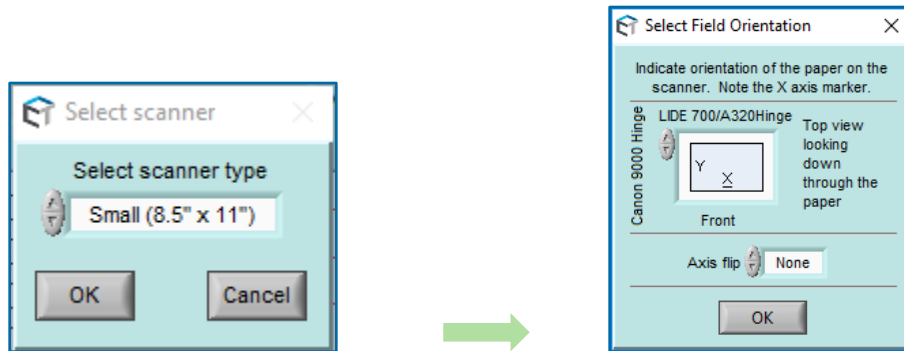 Select scanner
Select scanner type
Small (8.5" x 11")
OK
Cancel
Select Field Orientation
Indicate orientation of the paper on the
scanner. Note the X axis marker.
Canon 9000 Hinge
LIDE 700/A320Hinge
Y
X
Top view
looking
down
through the
paper
Front
Axis flip
None
OK